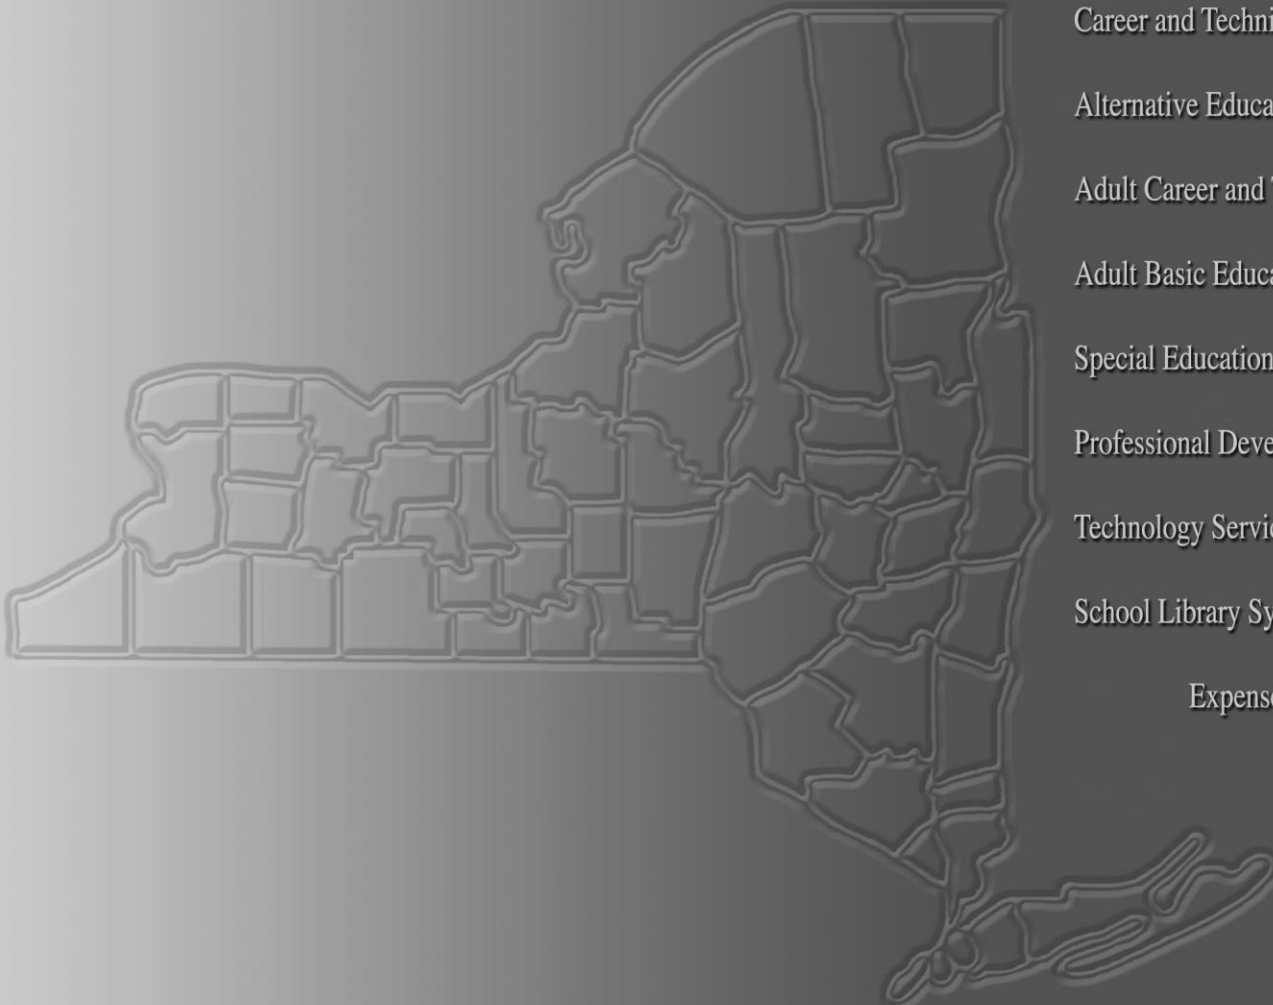 Career and Techni
Alternative Educa
Adult Career and
Adult Basic Educa
Special Education
Professional Deve
Technology Servic
School Library Sy
Expense